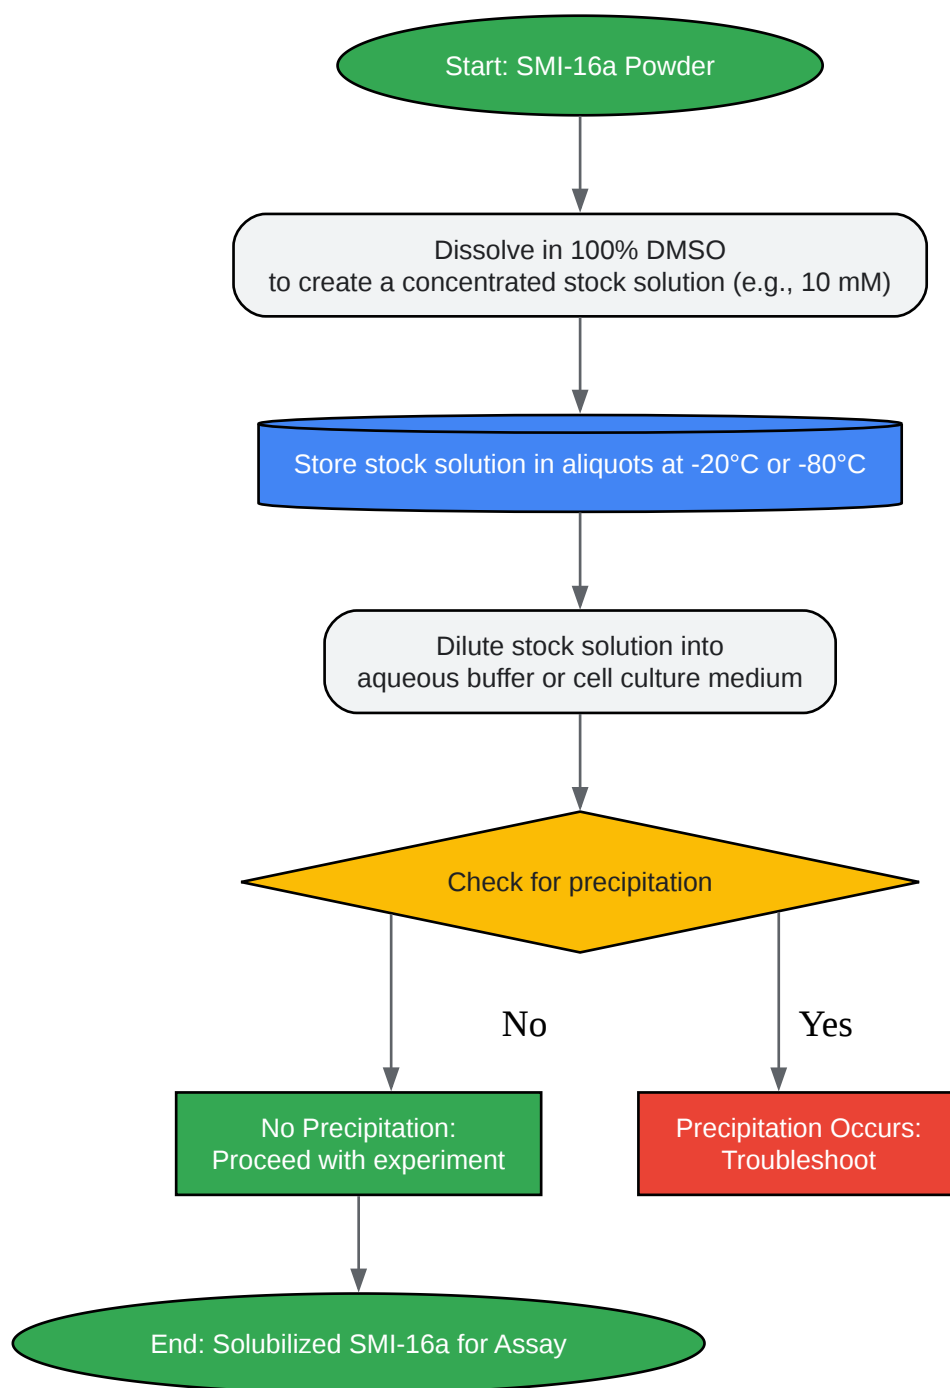 Start: SMI-16a Powder
Dissolve in 100% DMSO
to create a concentrated stock solution (e.g., 10 mM)
Store stock solution in aliquots at -20°C or -80°C
Dilute stock solution into
aqueous buffer or cell culture medium
Check for precipitation
No
Yes
No Precipitation:
Proceed with experiment
Precipitation Occurs:
Troubleshoot
End: Solubilized SMI-16a for Assay